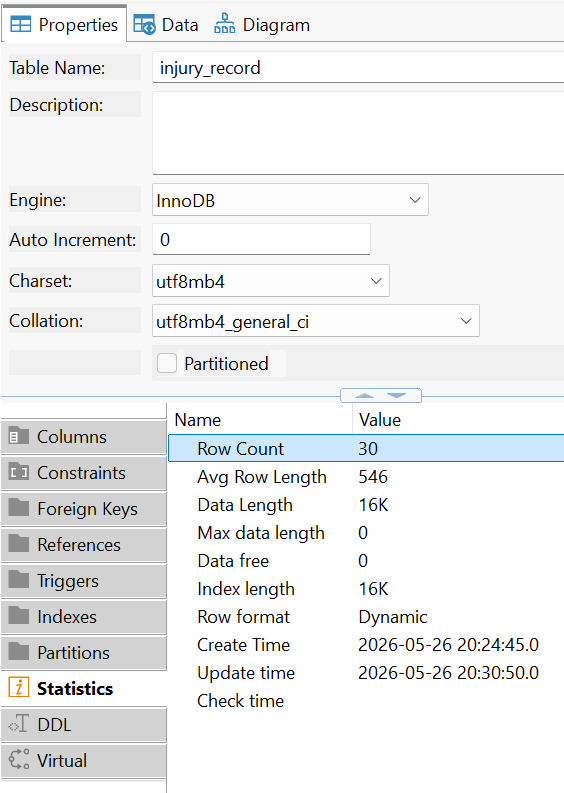 Properties Data Diagram
Table Name: injury_record
Description:
Engine: InnoDB
Auto Increment: 0
Charset: utf8mb4
Collation: utf8mb4_general_ci
Partitioned
Columns
Constraints
Foreign Keys
References
Triggers
Indexes
Partitions
Statistics
DDL
Virtual
Name Value
Row Count 30
Avg Row Length 546
Data Length 16K
Max data length 0
Data free 0
Index length 16K
Row format Dynamic
Create Time 2026-05-26 20:24:45.0
Update time 2026-05-26 20:30:50.0
Check time